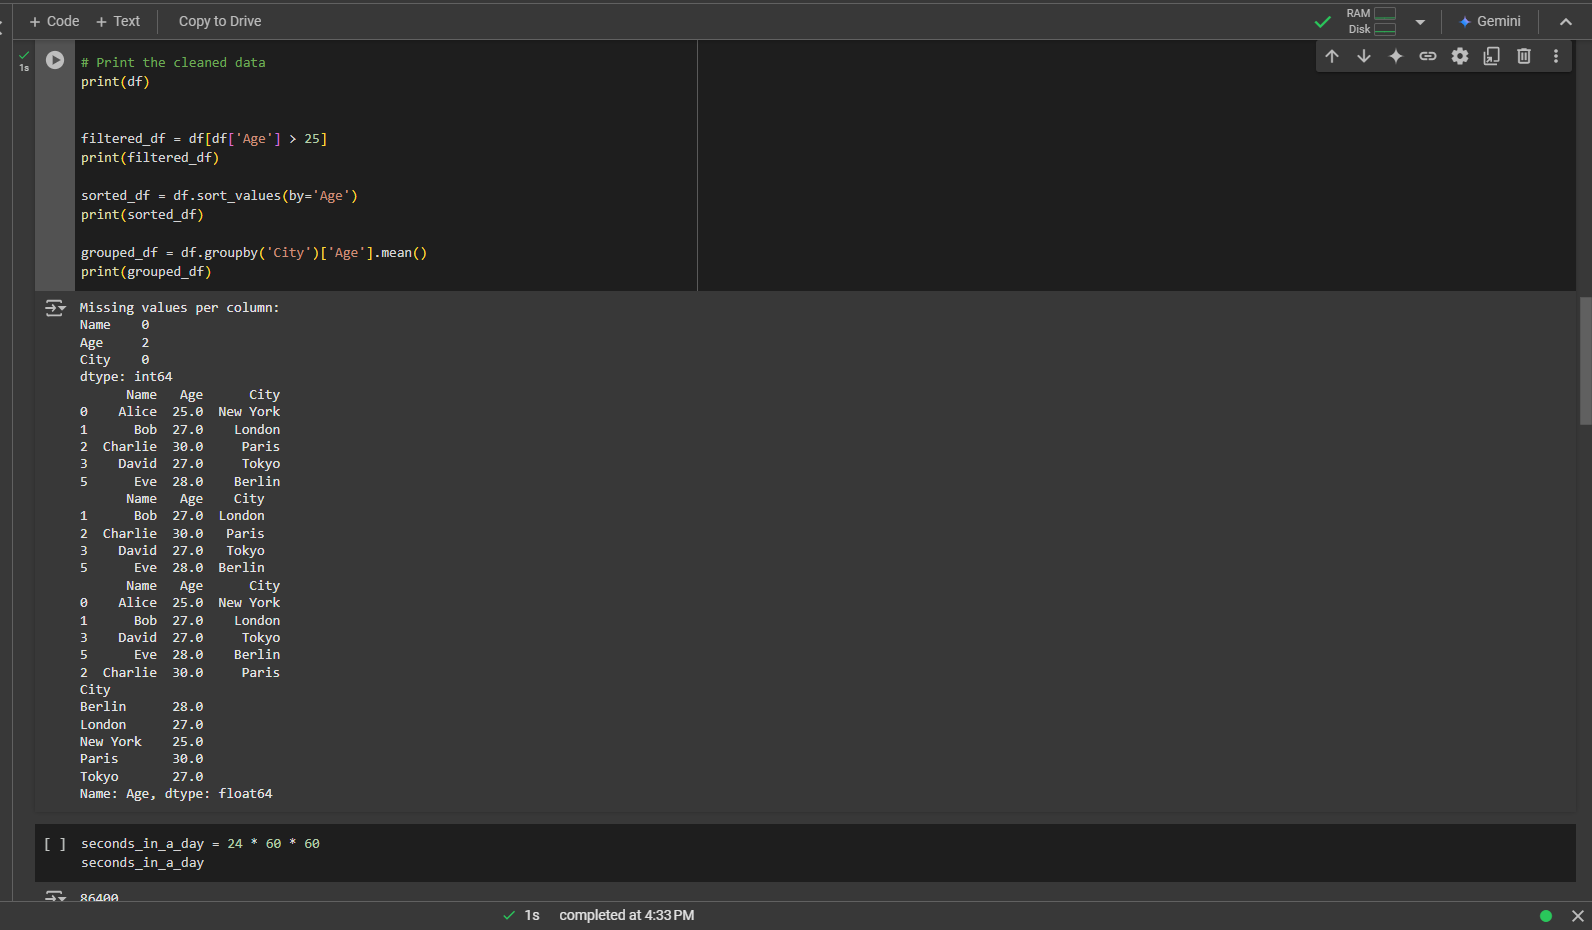 + Code + Text Copy to Drive RAM Disk Gemini
1s
# Print the cleaned data
print(df)
filtered_df = df[df['Age'] > 25]
print(filtered_df)
sorted_df = df.sort_values(by='Age')
print(sorted_df)
grouped_df = df.groupby('City')['Age'].mean()
print(grouped_df)
Missing values per column:
Name    0
Age     2
City    0
dtype: int64
      Name   Age      City
0    Alice  25.0  New York
1      Bob  27.0    London
2  Charlie  30.0     Paris
3    David  27.0     Tokyo
5      Eve  28.0    Berlin
      Name   Age    City
1      Bob  27.0  London
2  Charlie  30.0   Paris
3    David  27.0   Tokyo
5      Eve  28.0  Berlin
      Name   Age      City
0    Alice  25.0  New York
1      Bob  27.0    London
3    David  27.0     Tokyo
5      Eve  28.0    Berlin
2  Charlie  30.0     Paris
City
Berlin      28.0
London      27.0
New York    25.0
Paris       30.0
Tokyo       27.0
Name: Age, dtype: float64
[ ] seconds_in_a_day = 24 * 60 * 60
seconds_in_a_day
86400
1s completed at 4:33 PM